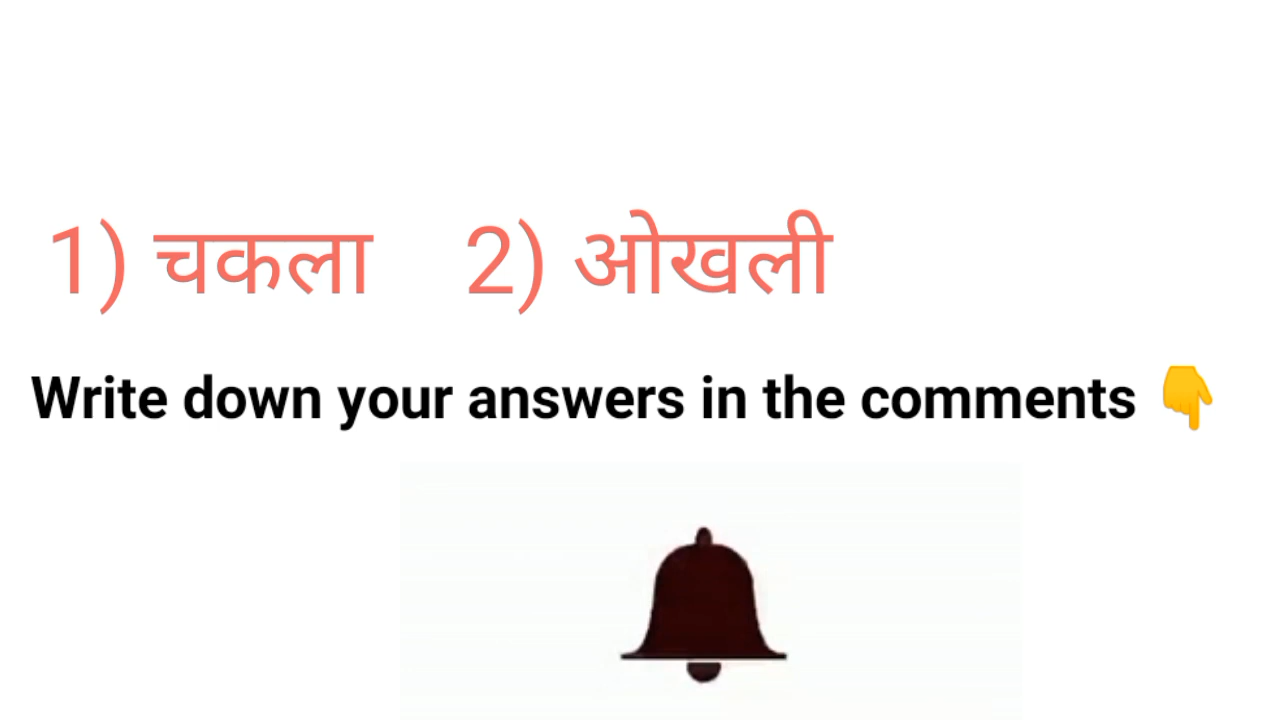 1) चकला 2) ओखली
Write down your answers in the comments 👇